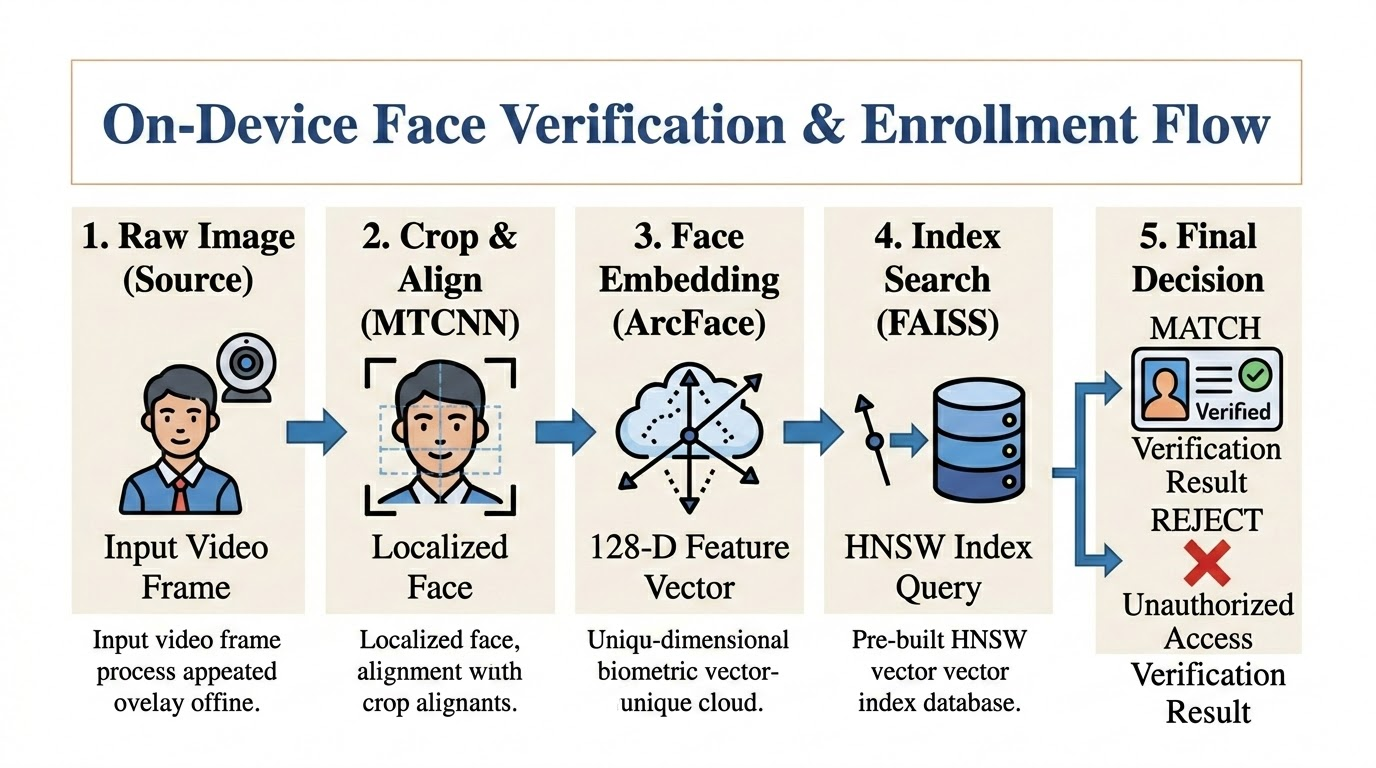 On-Device Face Verification & Enrollment Flow
1. Raw Image
(Source)
Input Video
Frame
Input video frame
process appeated
ovelay offine.
2. Crop &
Align
(MTCNN)
Localized
Face
Localized face,
alignment with
crop alignants.
3. Face
Embedding
(ArcFace)
128-D Feature
Vector
Uniqu-dimensional
biometric vector-
unique cloud.
4. Index
Search
(FAISS)
HNSW Index
Query
Pre-built HNSW
vector vector
index database.
5. Final
Decision
MATCH
Verified
Verification
Result
REJECT
Unauthorized
Access
Verification
Result